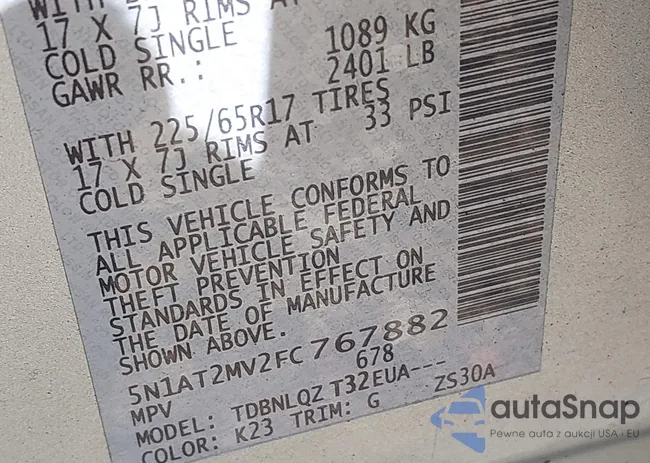 WITH 2
17 X 7J RIMS AT
COLD SINGLE 1089 KG
GAWR RR.: 2401 LB
WITH 225/65R17 TIRES
17 X 7J RIMS AT 33 PSI
COLD SINGLE
THIS VEHICLE CONFORMS TO
ALL APPLICABLE FEDERAL
MOTOR VEHICLE SAFETY AND
THEFT PREVENTION
STANDARDS IN EFFECT ON
THE DATE OF MANUFACTURE
SHOWN ABOVE.
5N1AT2MV2FC767882
MPV 678
MODEL: TDBNLQZ T32EUA---
COLOR: K23 TRIM: G ZS30A
autaSnap
Pewne auta z aukcji USA · EU